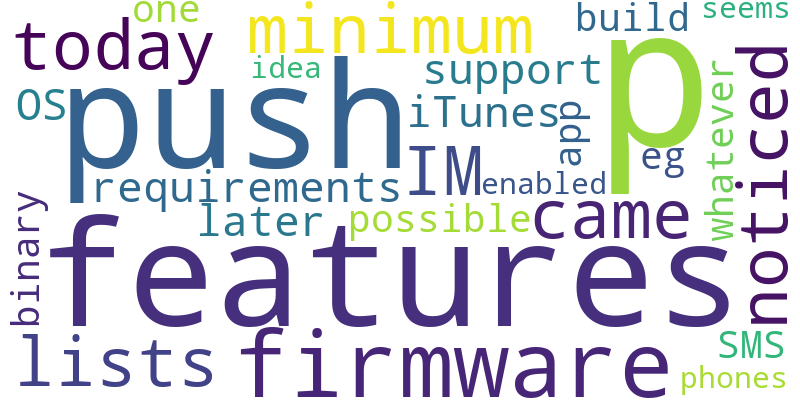 one
today
minimum
build
seems
idea
support
p
OS
push
iTunes
app
eg
whatever
noticed
requirements
IM
enabled
binary
later
possible
came
features
lists
firmware
SMS
phones